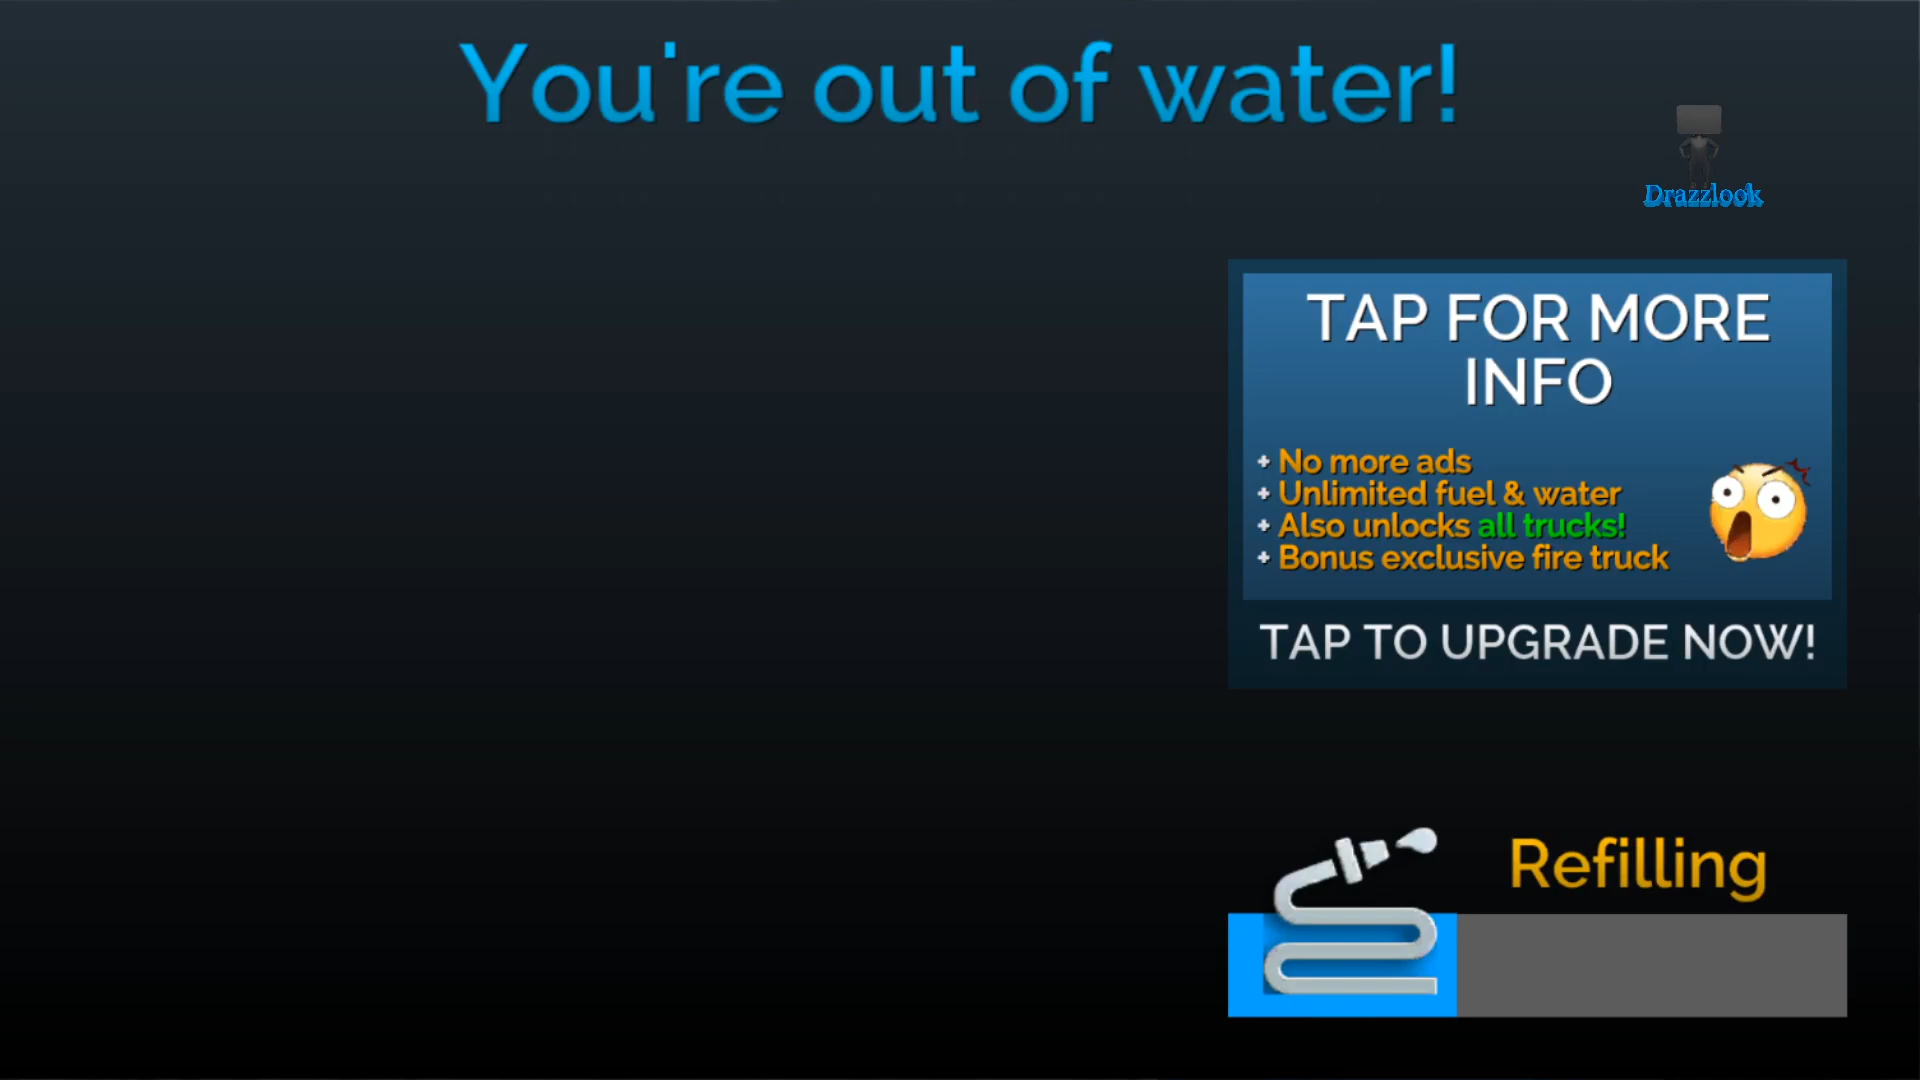 You're out of water!
Drazzlook
TAP FOR MORE
INFO
+ No more ads
+ Unlimited fuel & water
+ Also unlocks all trucks!
+ Bonus exclusive fire truck
TAP TO UPGRADE NOW!
Refilling